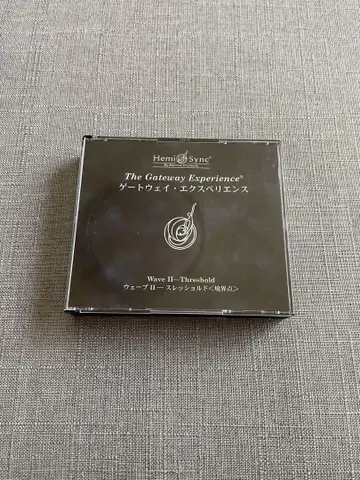 Hemi Sync®
The Gateway Experience®
ゲートウェイ・エクスペリエンス
Wave II—Threshold
ウェーブ II ― スレッショルド<境界点>